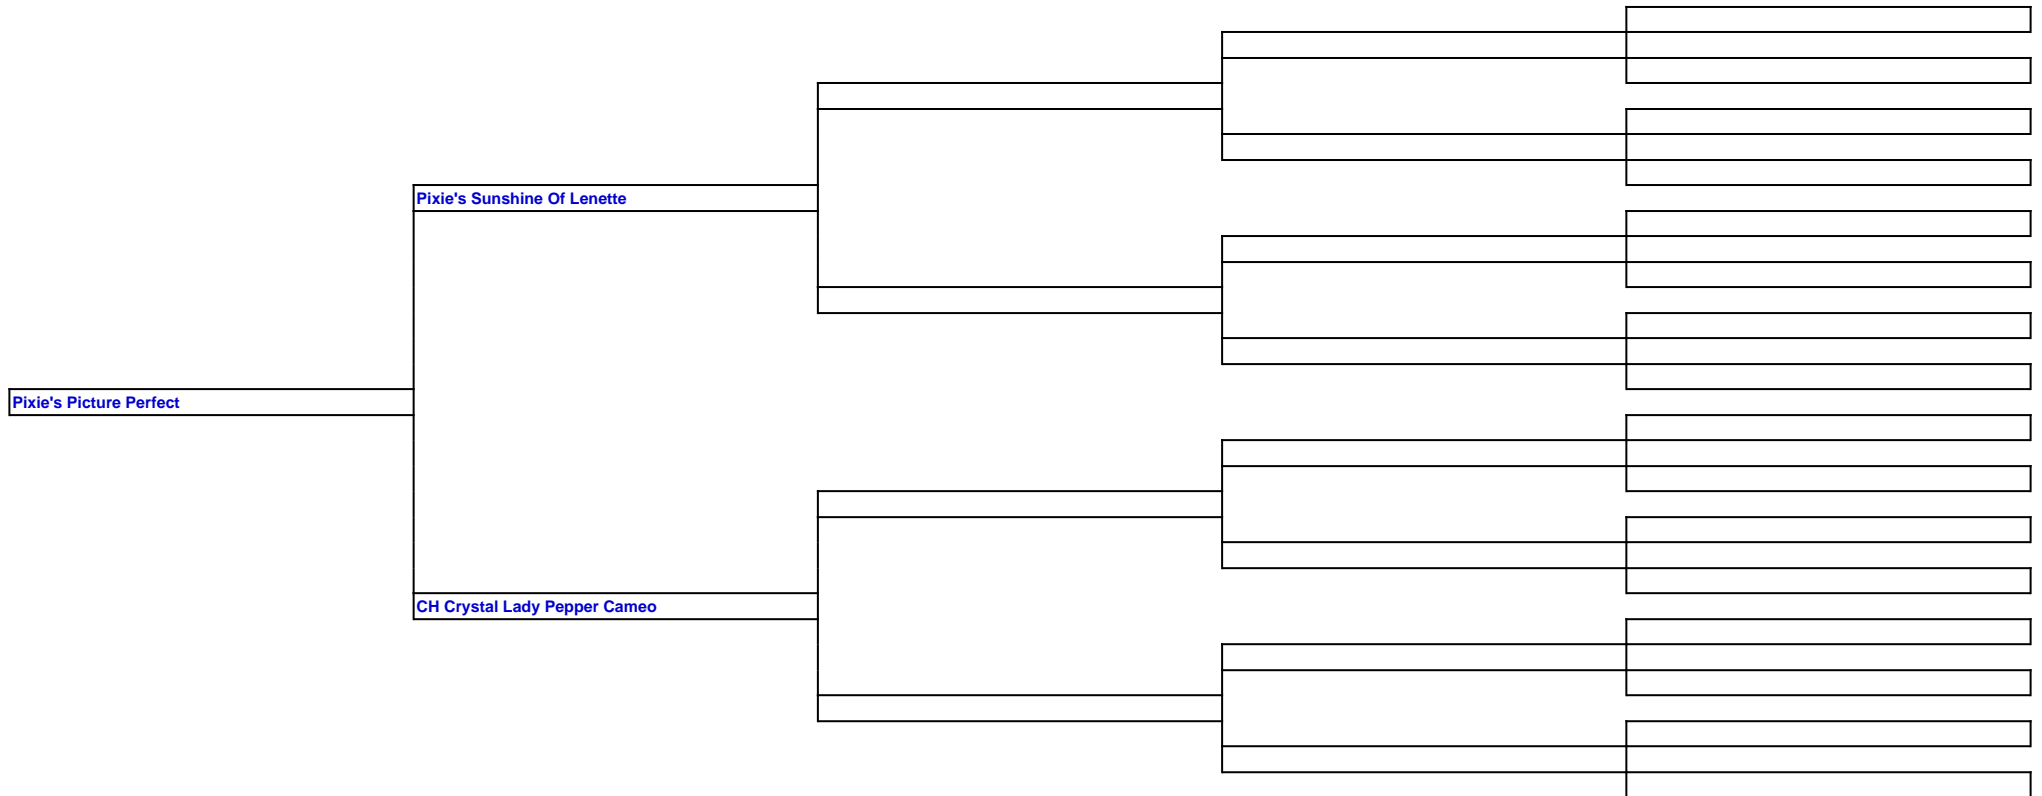 Pixie's Sunshine Of Lenette
Pixie's Picture Perfect
CH Crystal Lady Pepper Cameo